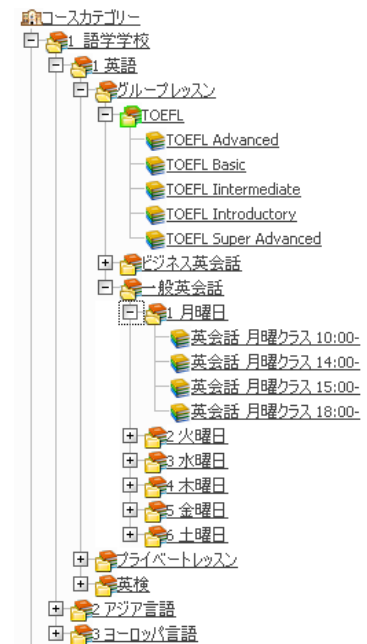 コースカテゴリー
1 語学学校
1 英語
グループレッスン
TOEFL
TOEFL Advanced
TOEFL Basic
TOEFL Iintermediate
TOEFL Introductory
TOEFL Super Advanced
ビジネス英会話
一般英会話
1 月曜日
英会話 月曜クラス 10:00-
英会話 月曜クラス 14:00-
英会話 月曜クラス 15:00-
英会話 月曜クラス 18:00-
2 火曜日
3 水曜日
4 木曜日
5 金曜日
6 土曜日
プライベートレッスン
英検
2 アジア言語
3 ヨーロッパ言語